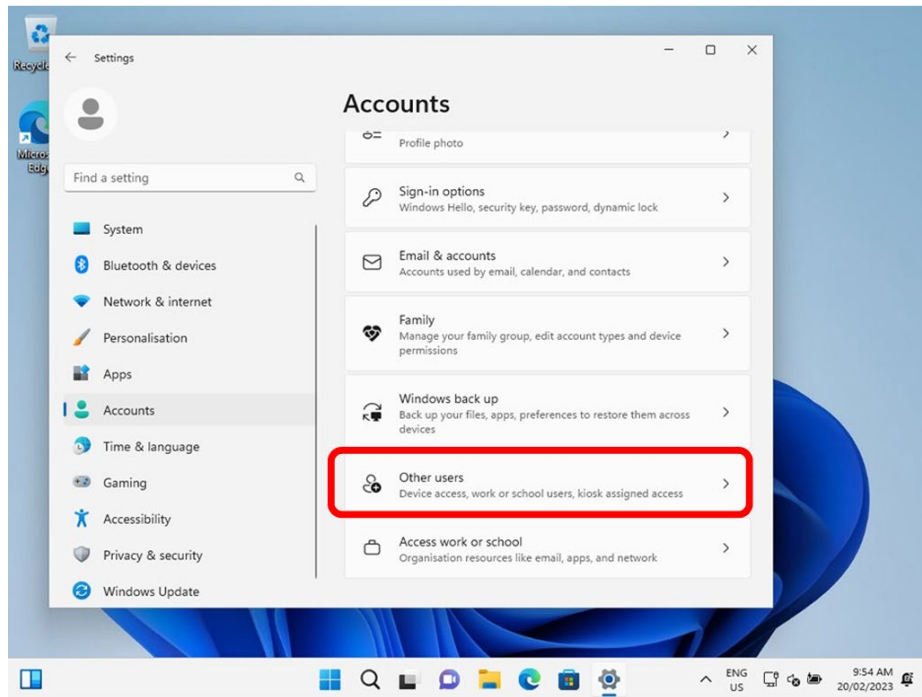 Recycle
Micros
Edg
Settings
Find a setting
System
Bluetooth & devices
Network & internet
Personalisation
Apps
Accounts
Time & language
Gaming
Accessibility
Privacy & security
Windows Update
Accounts
Profile photo
Sign-in options
Windows Hello, security key, password, dynamic lock
Email & accounts
Accounts used by email, calendar, and contacts
Family
Manage your family group, edit account types and device
permissions
Windows back up
Back up your files, apps, preferences to restore them across
devices
Other users
Device access, work or school users, kiosk assigned access
Access work or school
Organisation resources like email, apps, and network
ENG
US
9:54 AM
20/02/2023